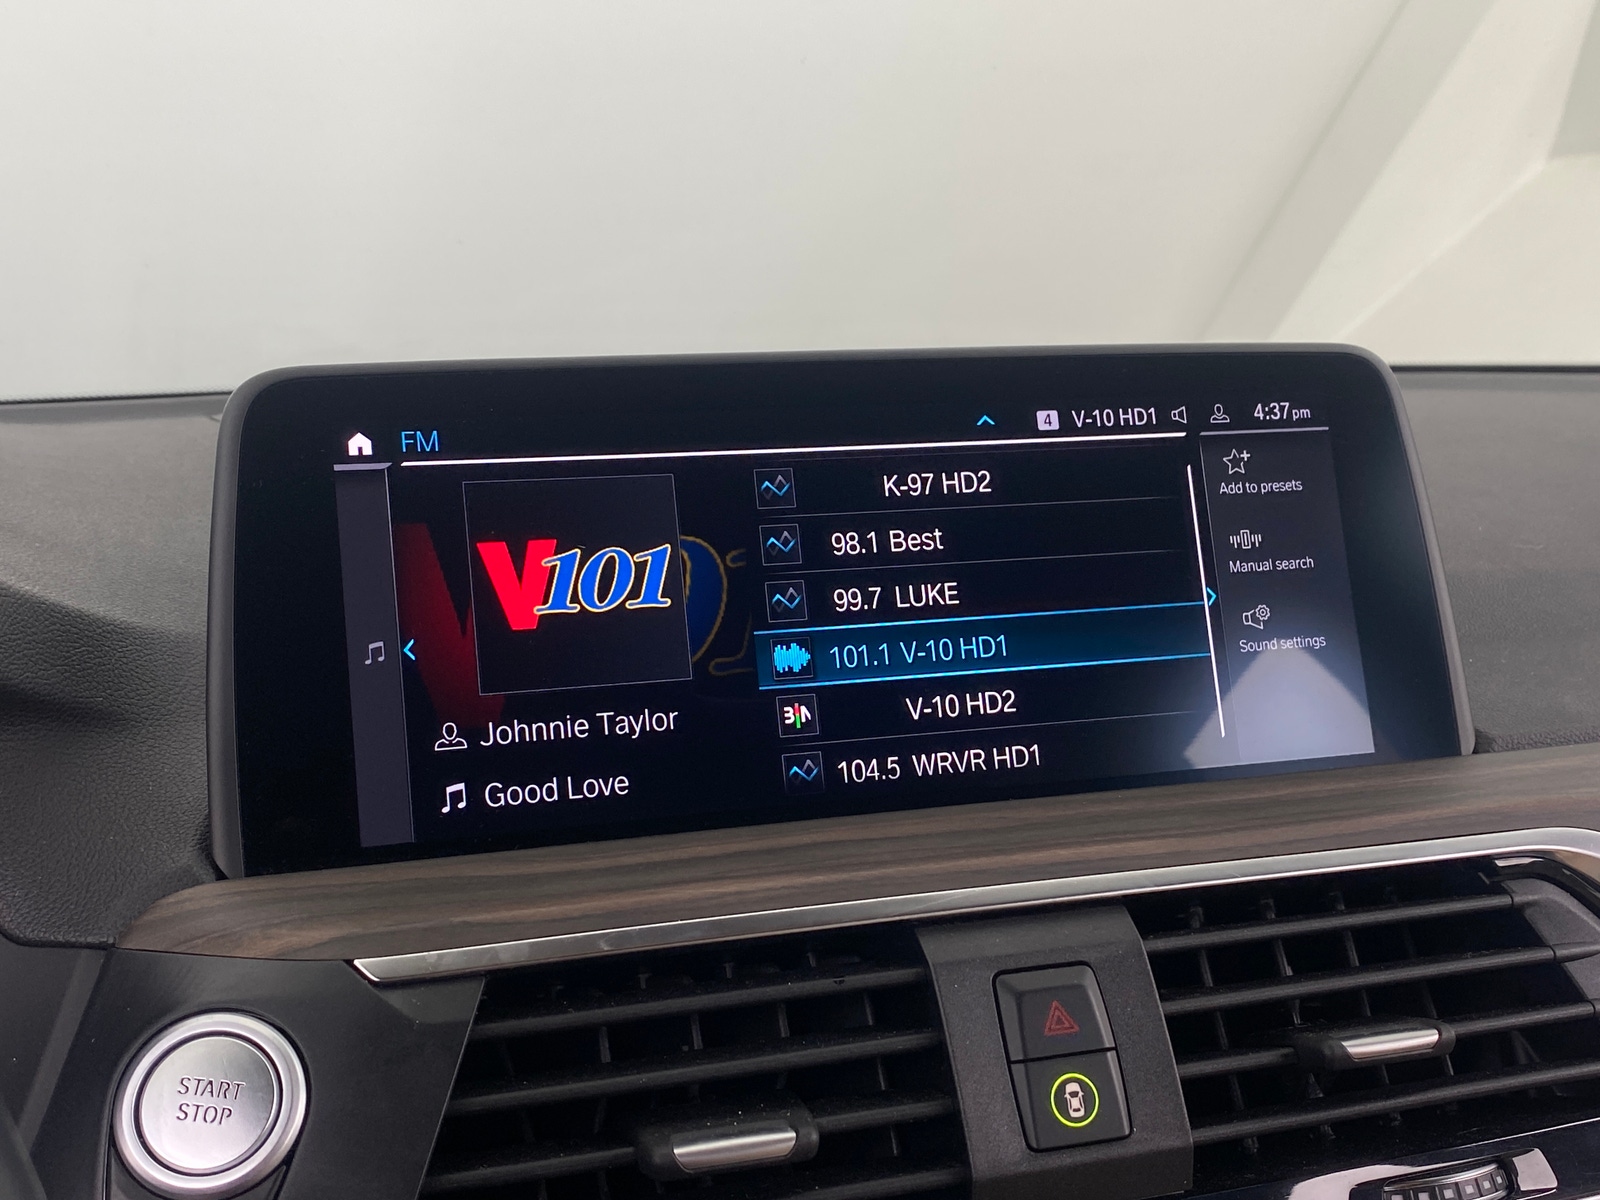 FM
4 V-10 HD1
4:37 pm
V101
Johnnie Taylor
Good Love
K-97 HD2
98.1 Best
99.7 LUKE
101.1 V-10 HD1
BIN V-10 HD2
104.5 WRVR HD1
Add to presets
Manual search
Sound settings
START
STOP